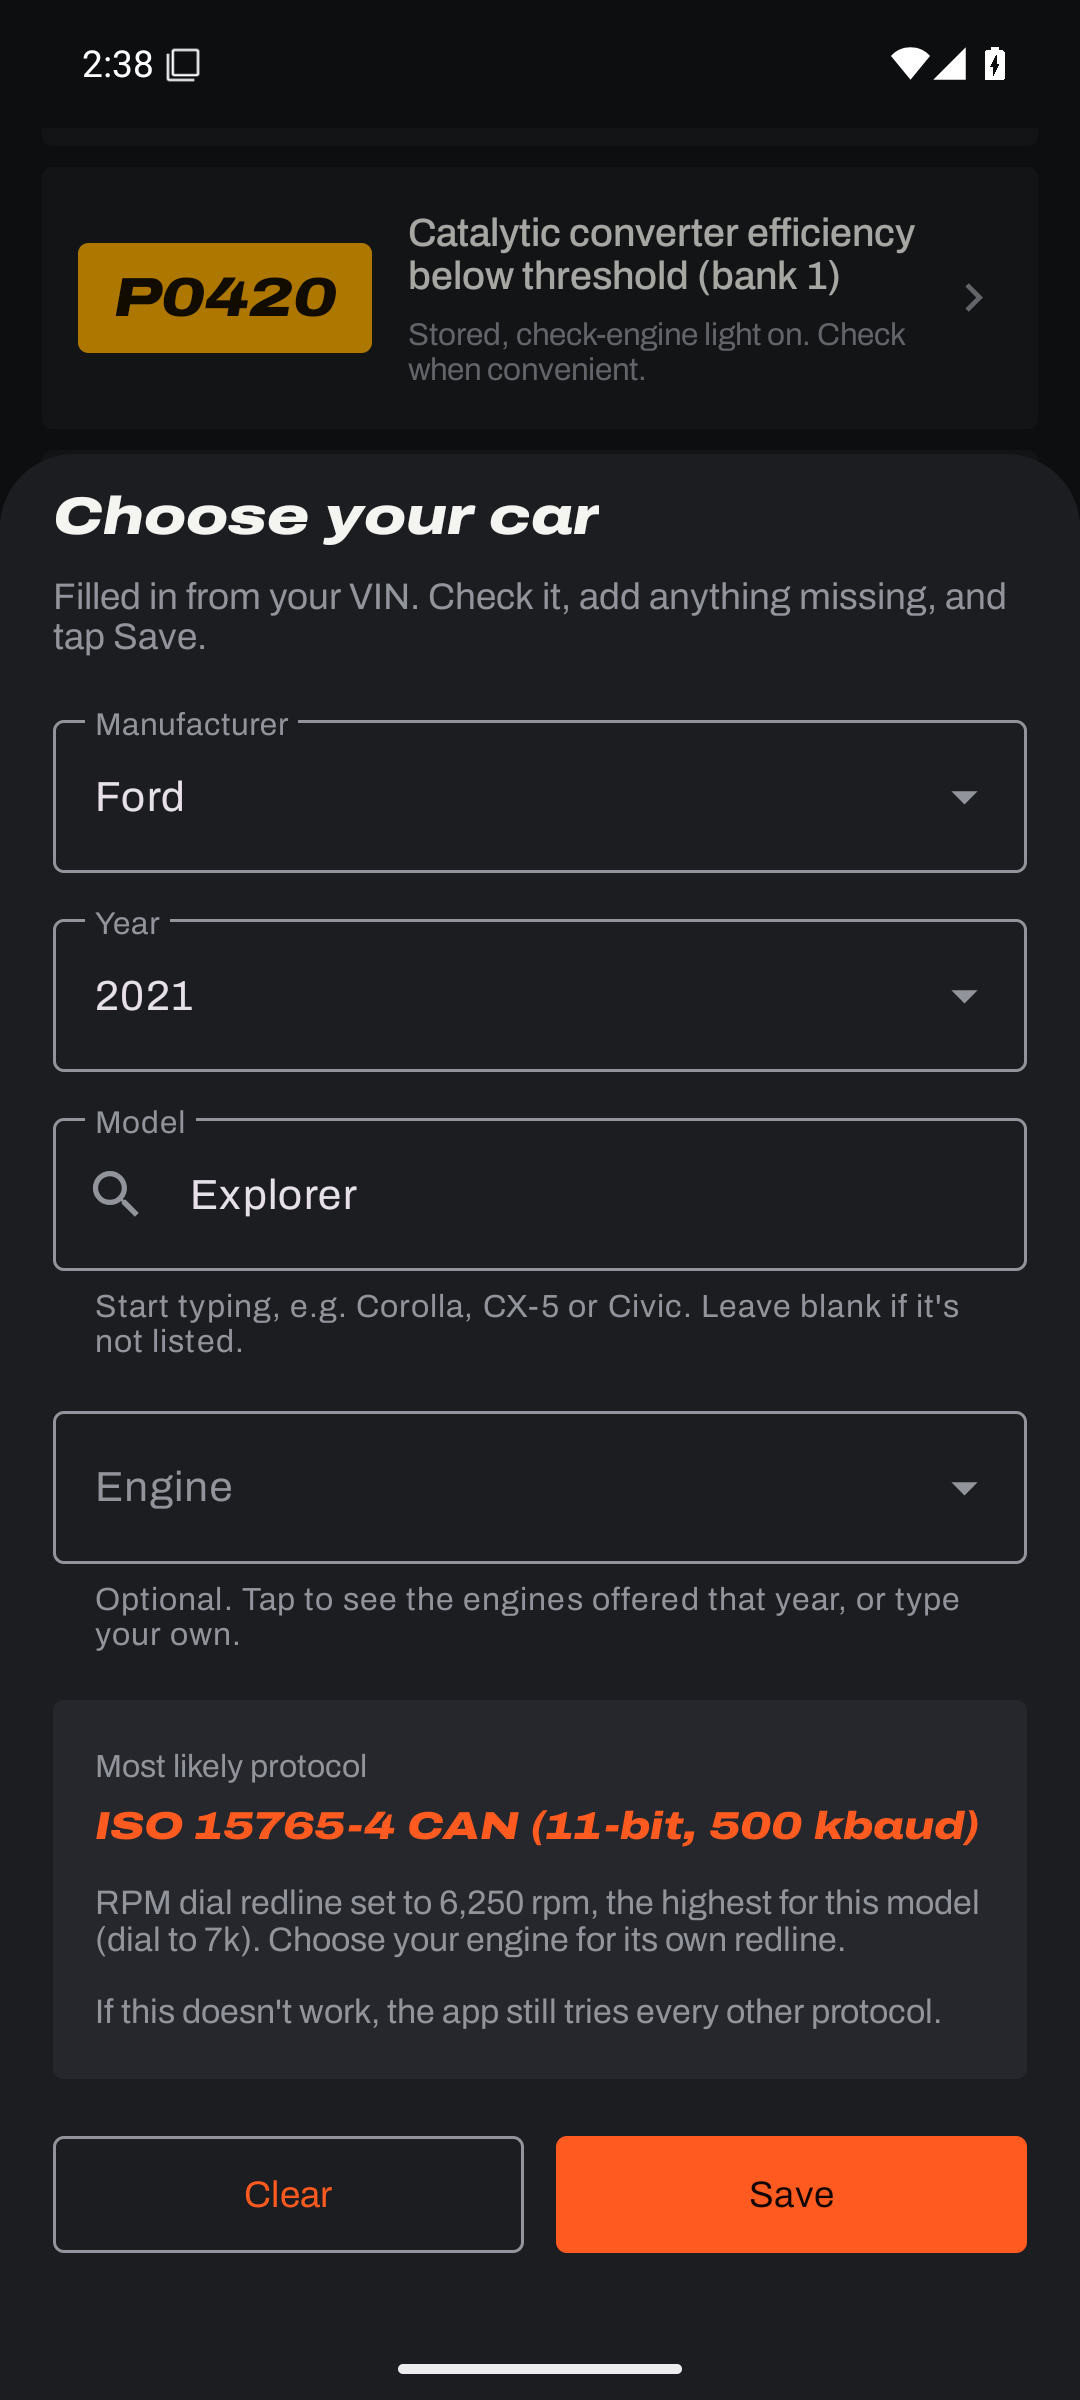 2:38
P0420
Catalytic converter efficiency
below threshold (bank 1)
Stored, check-engine light on. Check
when convenient.
Choose your car
Filled in from your VIN. Check it, add anything missing, and
tap Save.
Manufacturer
Ford
Year
2021
Model
Explorer
Start typing, e.g. Corolla, CX-5 or Civic. Leave blank if it's
not listed.
Engine
Optional. Tap to see the engines offered that year, or type
your own.
Most likely protocol
ISO 15765-4 CAN (11-bit, 500 kbaud)
RPM dial redline set to 6,250 rpm, the highest for this model
(dial to 7k). Choose your engine for its own redline.
If this doesn't work, the app still tries every other protocol.
Clear
Save